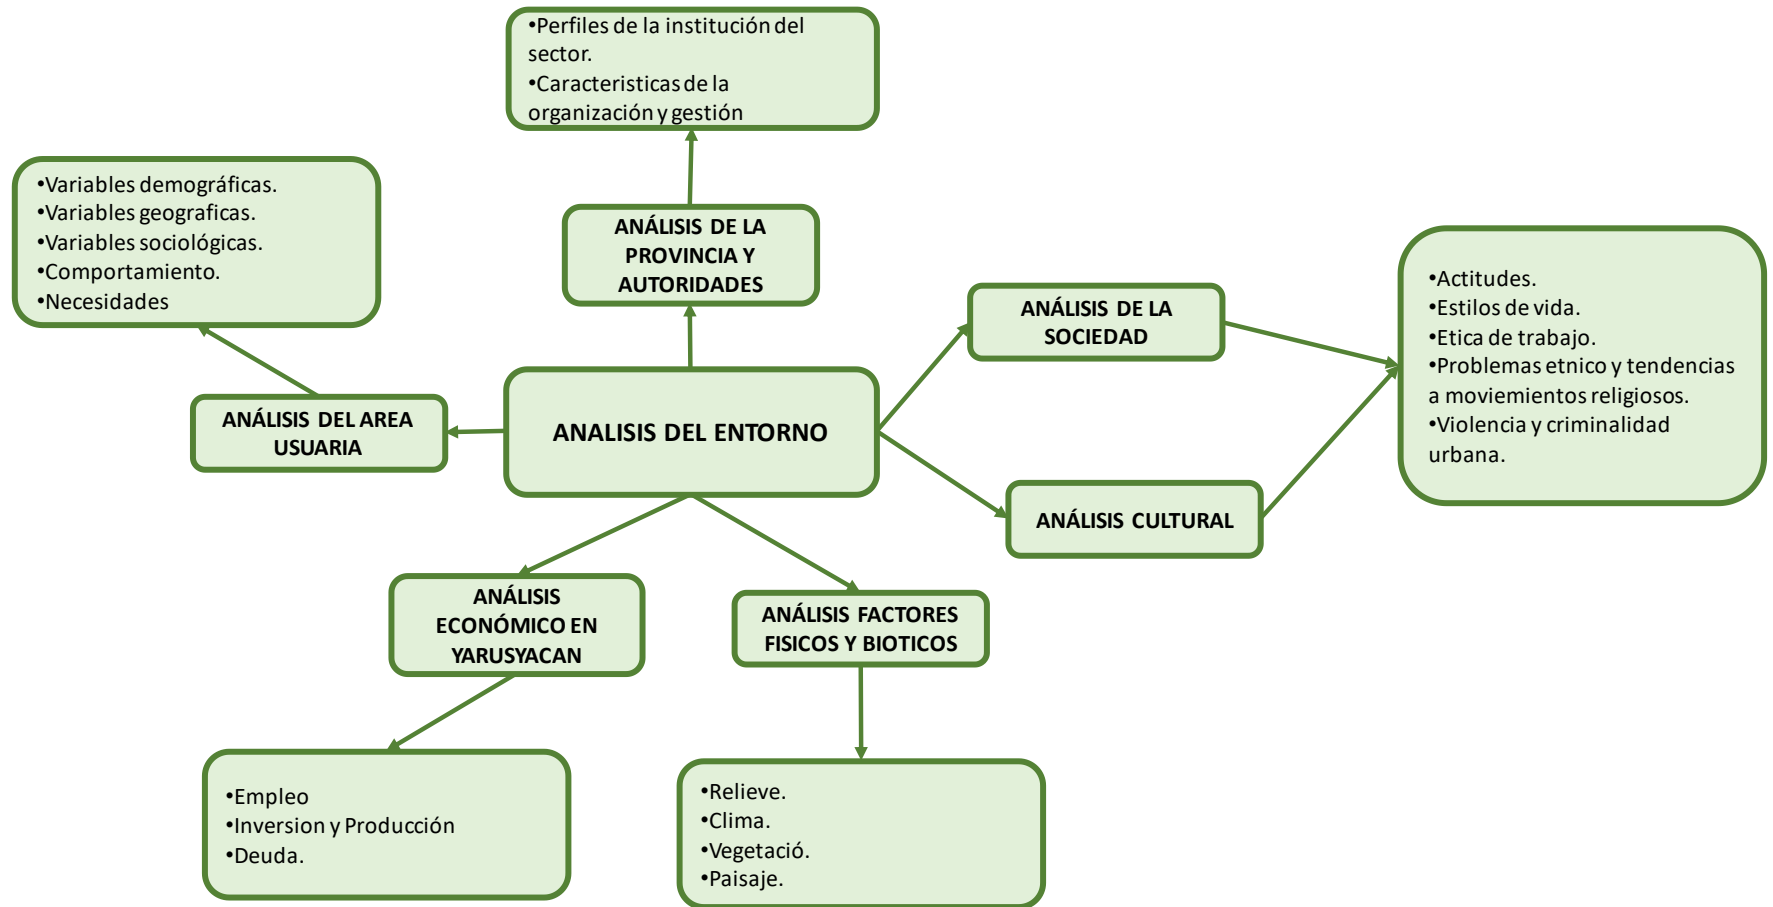 •Perfiles de la institución del
sector.
•Caracteristicas de la
organización y gestión
•Variables demográficas.
•Variables geograficas.
•Variables sociológicas.
•Comportamiento.
•Necesidades
ANÁLISIS DE LA
PROVINCIA Y
AUTORIDADES
ANÁLISIS DE LA
SOCIEDAD
•Actitudes.
•Estilos de vida.
•Etica de trabajo.
•Problemas etnico y tendencias
a moviemientos religiosos.
•Violencia y criminalidad
urbana.
ANÁLISIS DEL AREA
USUARIA
ANALISIS DEL ENTORNO
ANÁLISIS CULTURAL
ANÁLISIS
ECONÓMICO EN
YARUSYACAN
ANÁLISIS FACTORES
FISICOS Y BIOTICOS
•Empleo
•Inversion y Producción
•Deuda.
•Relieve.
•Clima.
•Vegetació.
•Paisaje.